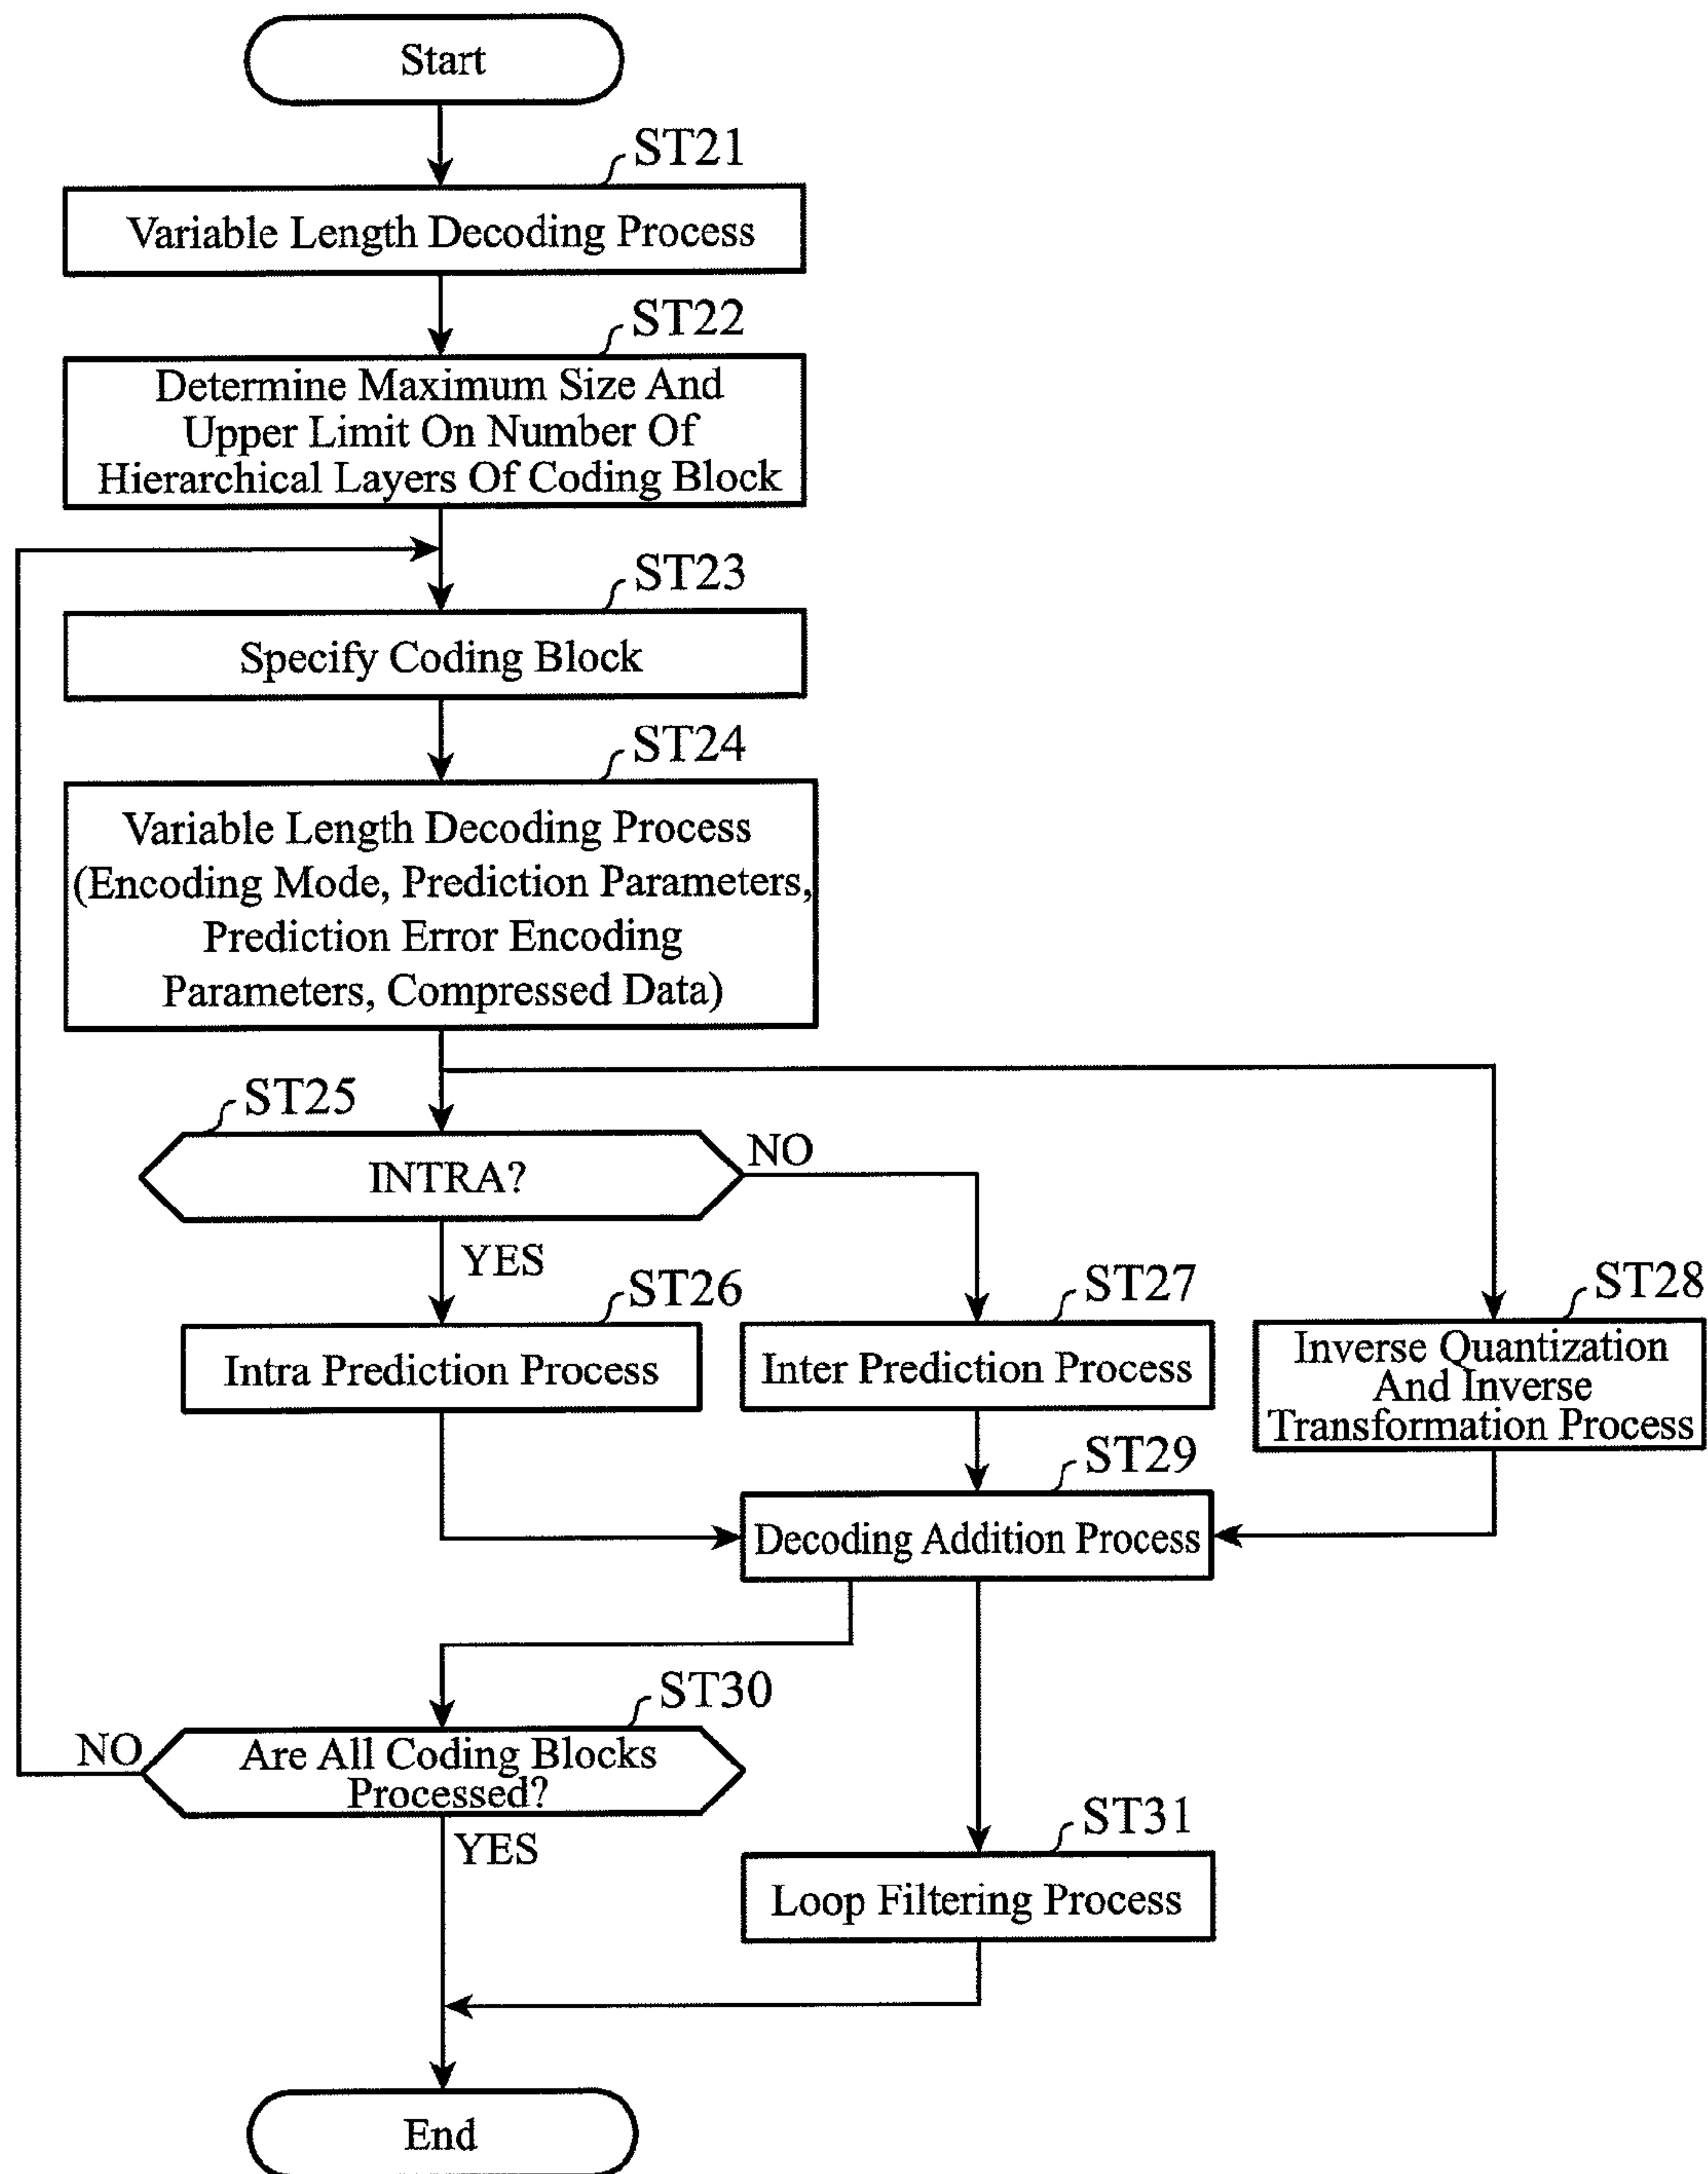 Start
ST21
Variable Length Decoding Process
ST22
Determine Maximum Size And
Upper Limit On Number Of
Hierarchical Layers Of Coding Block
ST23
Specify Coding Block
ST24
Variable Length Decoding Process
(Encoding Mode, Prediction Parameters,
Prediction Error Encoding
Parameters, Compressed Data)
ST25
INTRA?
NO
YES
ST26
Intra Prediction Process
ST27
Inter Prediction Process
ST28
Inverse Quantization
And Inverse
Transformation Process
ST29
Decoding Addition Process
ST30
Are All Coding Blocks
Processed?
NO
YES
ST31
Loop Filtering Process
End